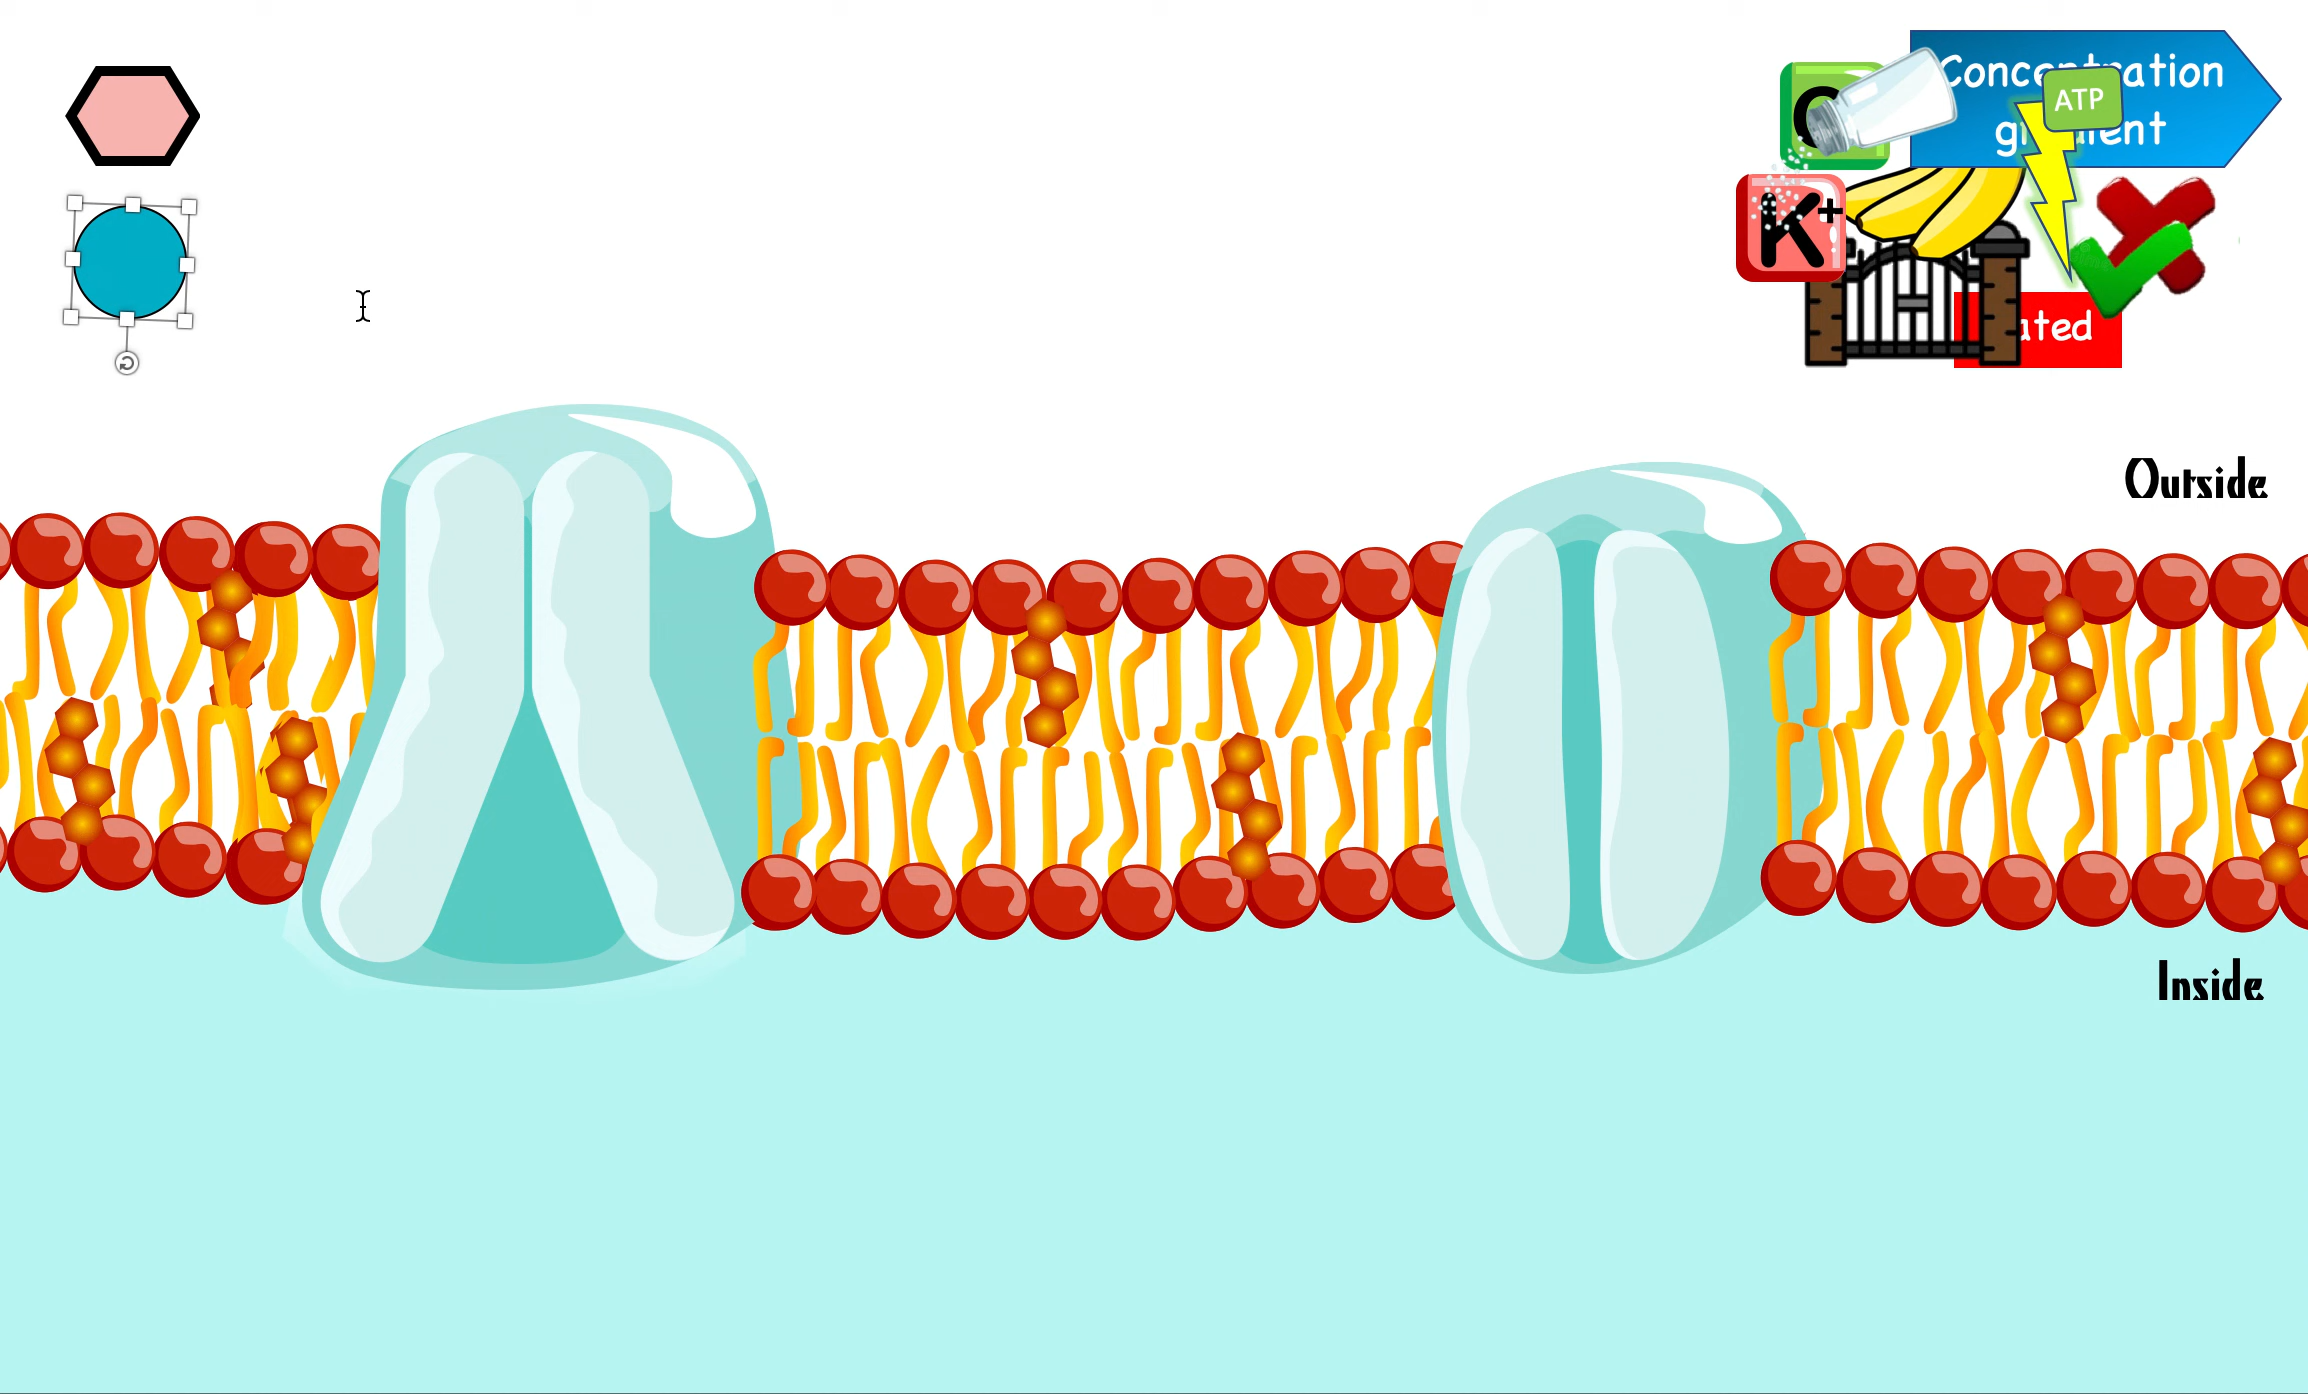 Concentration
gradient
ATP
K+
ated
Outside
Inside